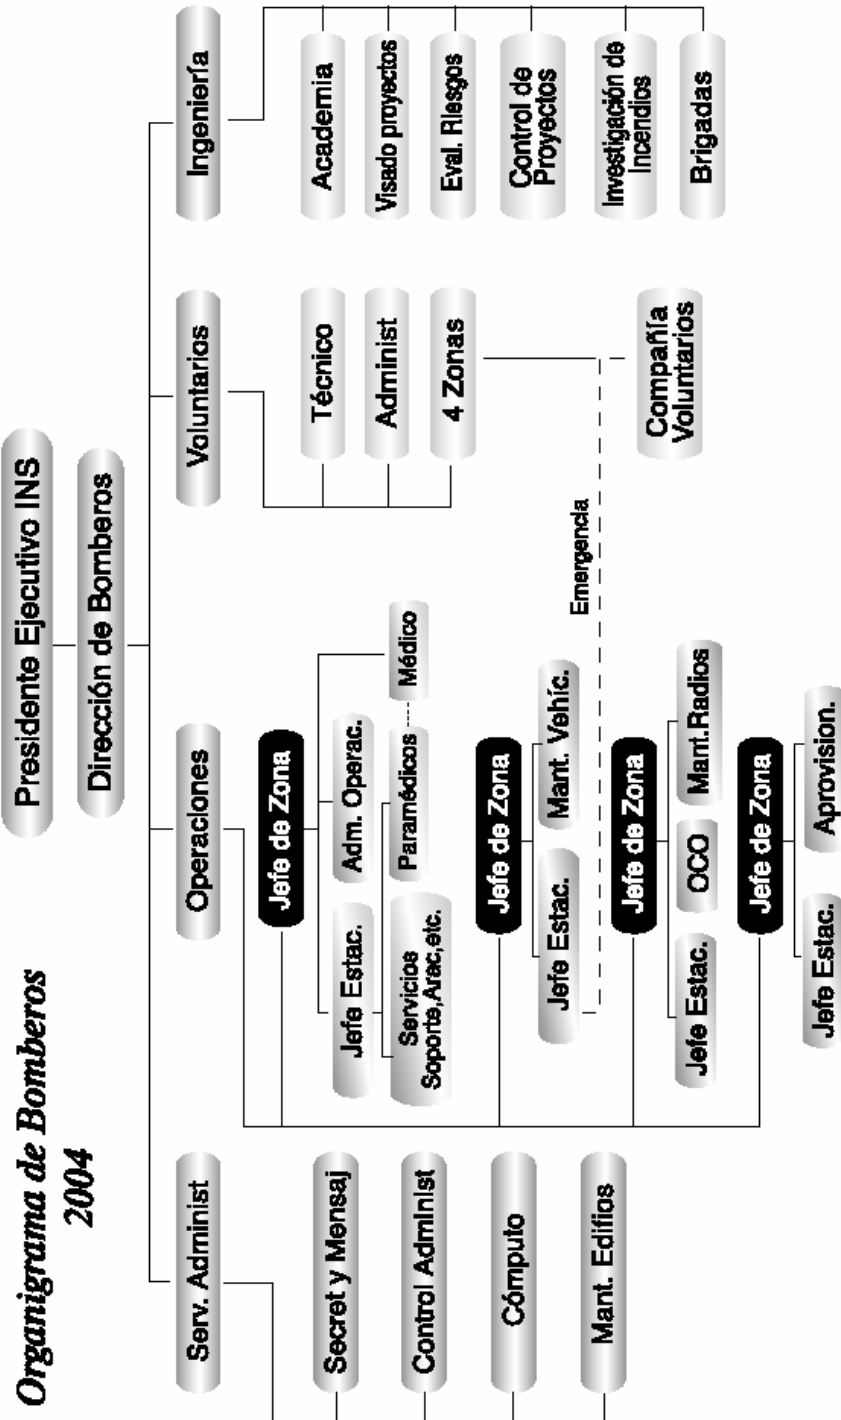 Organigrama de Bomberos
2004
Presidente Ejecutivo INS
Dirección de Bomberos
Serv. Administ
Secret y Mensaj
Control Administ
Cómputo
Mant. Edifios
Operaciones
Jefe de Zona
Jefe Estac.
Adm. Operac.
Médico
Servicios
Soporte,Arac,etc.
Paramédicos
Jefe de Zona
Jefe Estac.
Mant. Vehíc.
Emergencia
Jefe de Zona
Jefe Estac.
OCO
Mant.Radios
Jefe de Zona
Jefe Estac.
Aprovision.
Voluntarios
Técnico
Administ
4 Zonas
Compañía
Voluntarios
Ingeniería
Academia
Visado proyectos
Eval. Riesgos
Control de
Proyectos
Investigación de
Incendios
Brigadas